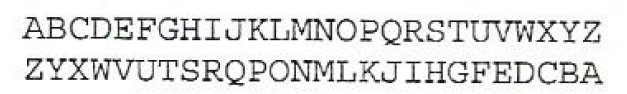 ABCDEFGHIJKLMNOPQRSTUVWXYZ
ZYXWVUTSRQPONMLKJIHGFEDCBA